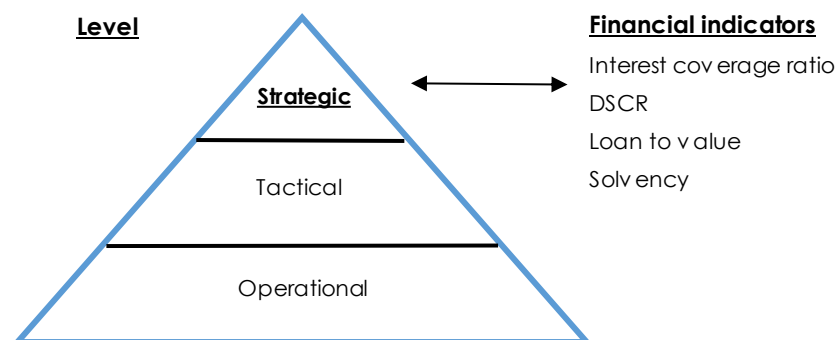 Level
Financial indicators
Interest coverage ratio
DSCR
Loan to value
Solvency
Strategic
Tactical
Operational